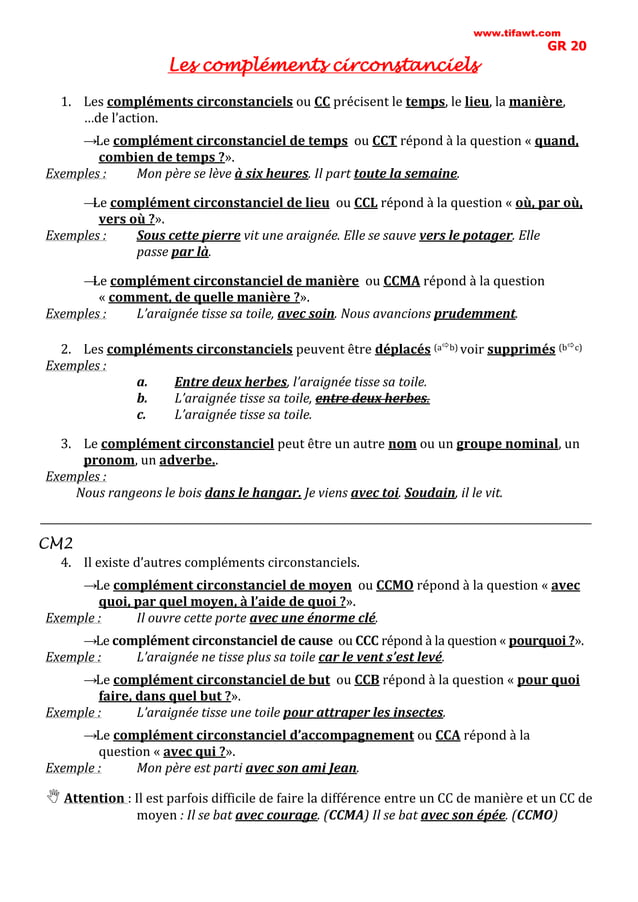 www.tifawt.com
GR 20
Les compléments circonstanciels
1. Les compléments circonstanciels ou CC précisent le temps, le lieu, la manière,
…de l'action.
→Le complément circonstanciel de temps ou CCT répond à la question « quand,
combien de temps ?».
Exemples : Mon père se lève à six heures. Il part toute la semaine.
→Le complément circonstanciel de lieu ou CCL répond à la question « où, par où,
vers où ?».
Exemples : Sous cette pierre vit une araignée. Elle se sauve vers le potager. Elle
passe par là.
→Le complément circonstanciel de manière ou CCMA répond à la question
« comment, de quelle manière ?».
Exemples : L'araignée tisse sa toile, avec soin. Nous avancions prudemment.
2. Les compléments circonstanciels peuvent être déplacés (a⇨b) voir supprimés (b⇨c)
Exemples :
a. Entre deux herbes, l'araignée tisse sa toile.
b. L'araignée tisse sa toile, entre deux herbes.
c. L'araignée tisse sa toile.
3. Le complément circonstanciel peut être un autre nom ou un groupe nominal, un
pronom, un adverbe,.
Exemples :
Nous rangeons le bois dans le hangar. Je viens avec toi. Soudain, il le vit.
CM2
4. Il existe d'autres compléments circonstanciels.
→Le complément circonstanciel de moyen ou CCMO répond à la question « avec
quoi, par quel moyen, à l'aide de quoi ?».
Exemple : Il ouvre cette porte avec une énorme clé.
→Le complément circonstanciel de cause ou CCC répond à la question « pourquoi ?».
Exemple : L'araignée ne tisse plus sa toile car le vent s'est levé.
→Le complément circonstanciel de but ou CCB répond à la question « pour quoi
faire, dans quel but ?».
Exemple : L'araignée tisse une toile pour attraper les insectes.
→Le complément circonstanciel d'accompagnement ou CCA répond à la
question « avec qui ?».
Exemple : Mon père est parti avec son ami Jean.
Attention : Il est parfois difficile de faire la différence entre un CC de manière et un CC de
moyen : Il se bat avec courage. (CCMA) Il se bat avec son épée. (CCMO)